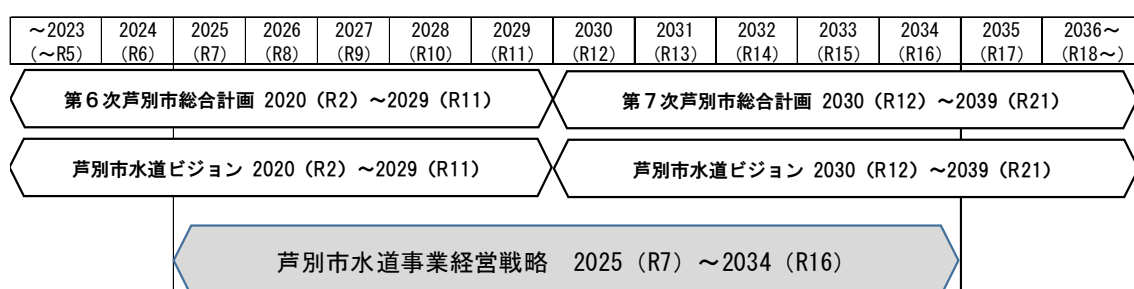 ～2023 2024 2025 2026 2027 2028 2029 2030 2031 2032 2033 2034 2035 2036～
(～R5) (R6) (R7) (R8) (R9) (R10) (R11) (R12) (R13) (R14) (R15) (R16) (R17) (R18～)
第６次芦別市総合計画 2020（R2）～2029（R11） 第７次芦別市総合計画 2030（R12）～2039（R21）
芦別市水道ビジョン 2020（R2）～2029（R11） 芦別市水道ビジョン 2030（R12）～2039（R21）
芦別市水道事業経営戦略　2025（R7）～2034（R16）